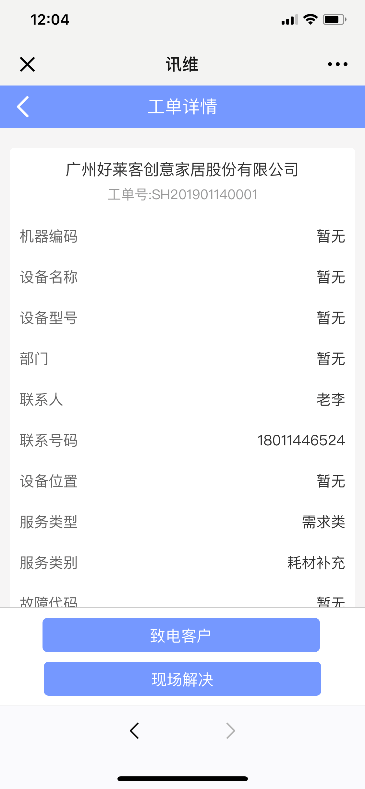 12:04
讯维
工单详情
广州好莱客创意家居股份有限公司
工单号:SH201901140001
机器编码 暂无
设备名称 暂无
设备型号 暂无
部门 暂无
联系人 老李
联系号码 18011446524
设备位置 暂无
服务类型 需求类
服务类别 耗材补充
故障代码 暂无
致电客户
现场解决